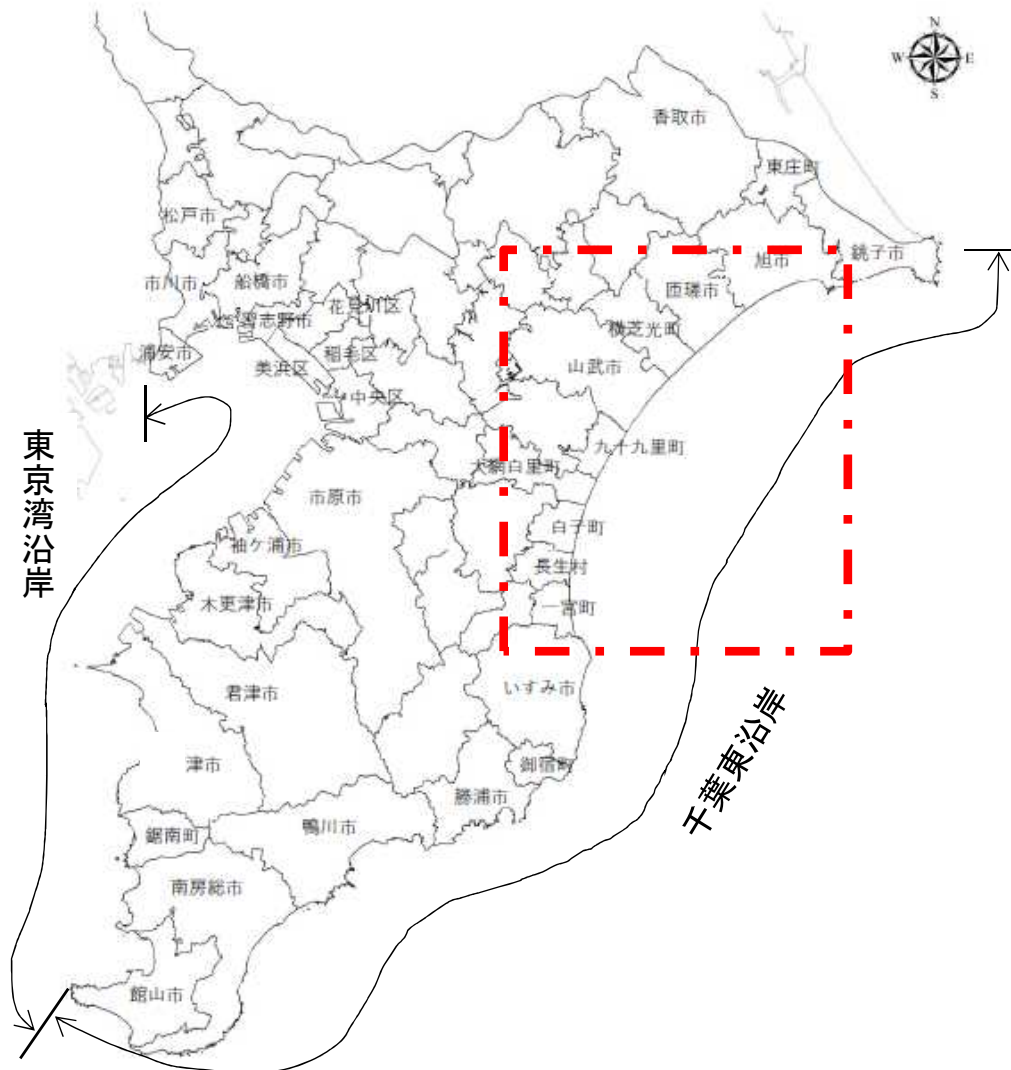 N
W
E
S
香取市
東庄町
松戸市
銚子市
旭市
市川市
船橋市
匝瑳市
花見川区
習志野市
横芝光町
浦安市
稲毛区
美浜区
山武市
中央区
九十九里町
大網白里町
東京湾沿岸
市原市
白子町
袖ケ浦市
長生村
木更津市
一宮町
いすみ市
君津市
千葉東沿岸
津市
御宿町
勝浦市
鋸南町
鴨川市
南房総市
館山市